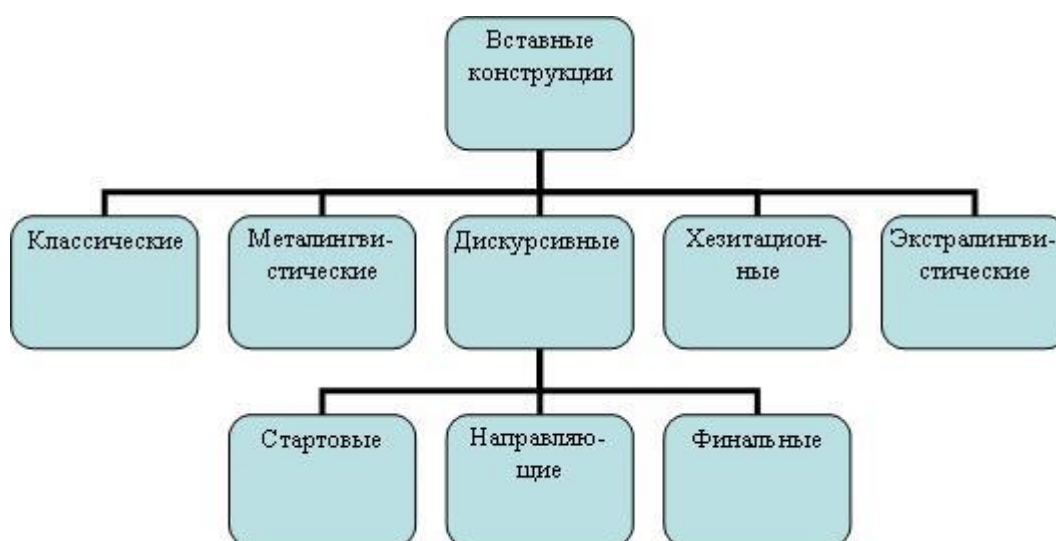 Вставные
конструкции
Классические
Металингви-
стические
Дискурсивные
Хезитацион-
ные
Экстралингви-
стические
Стартовые
Направляю-
щие
Финальные